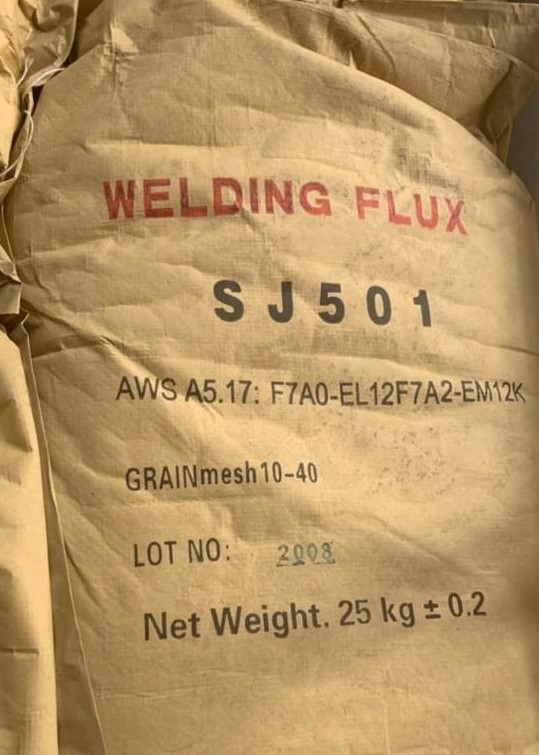 WELDING FLUX
SJ501
AWS A5.17: F7A0-EL12F7A2-EM12K
GRAINmesh10-40
LOT NO: 2008
Net Weight. 25 kg ± 0.2